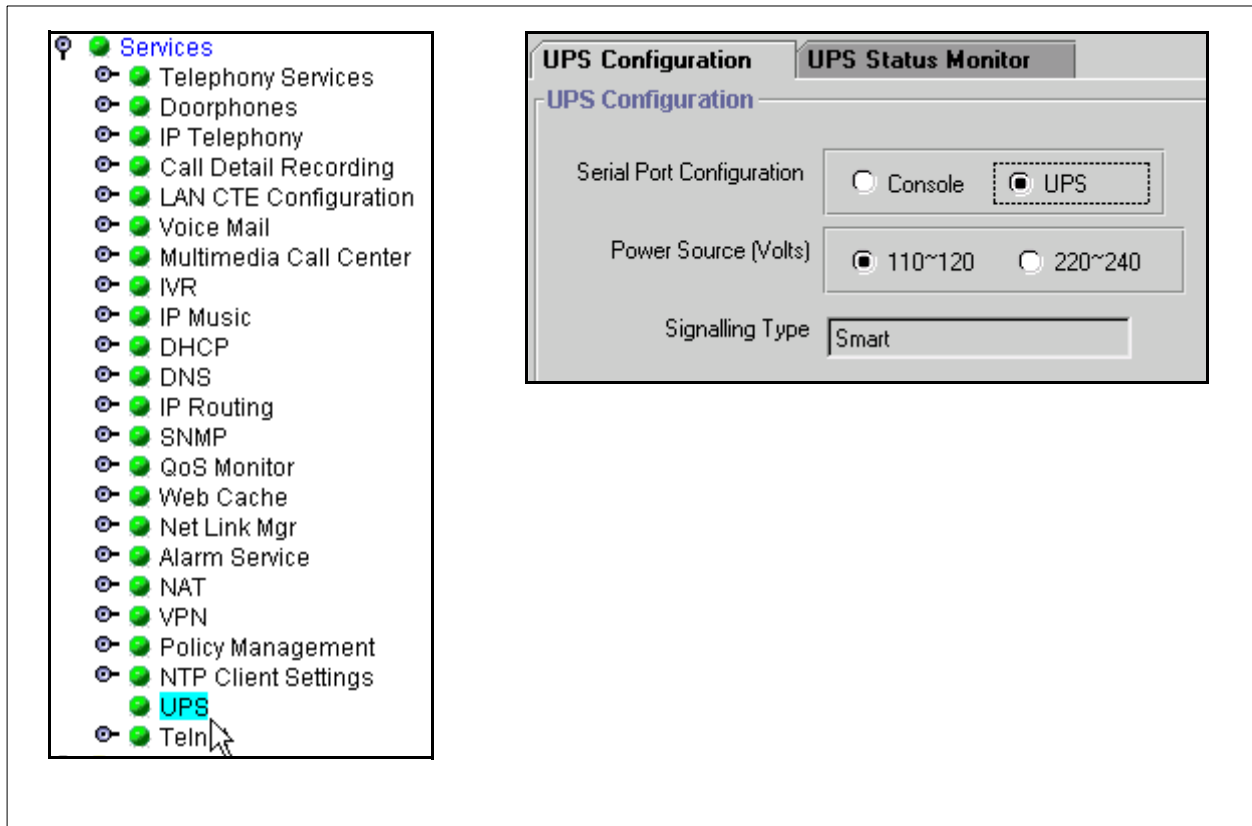 Services
Telephony Services
Doorphones
IP Telephony
Call Detail Recording
LAN CTE Configuration
Voice Mail
Multimedia Call Center
IVR
IP Music
DHCP
DNS
IP Routing
SNMP
QoS Monitor
Web Cache
Net Link Mgr
Alarm Service
NAT
VPN
Policy Management
NTP Client Settings
UPS
UPS Configuration UPS Status Monitor
UPS Configuration
Serial Port Configuration Console UPS
Power Source (Volts) 110~120 220~240
Signalling Type Smart